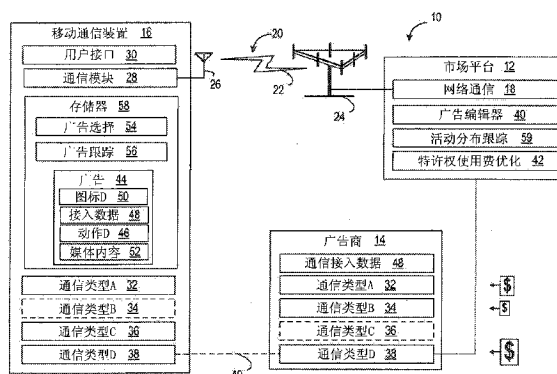 移动通信装置 16
用户接口 30
通信模块 28
存储器 58
广告选择 54
广告跟踪 56
广告 44
图标D 50
接入数据 48
动作D 46
媒体内容 52
通信类型A 32
通信类型B 34
通信类型C 36
通信类型D 38
20
26
22
24
10
市场平台 12
网络通信 18
广告编辑器 40
活动分布跟踪 59
特许权使用费优化 42
广告商 14
通信接入数据 48
通信类型A 32
通信类型B 34
通信类型C 36
通信类型D 38
$
$
$